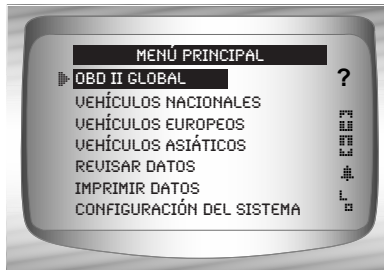 MENÚ PRINCIPAL
OBD II GLOBAL
?
VEHÍCULOS NACIONALES
VEHÍCULOS EUROPEOS
VEHÍCULOS ASIÁTICOS
REVISAR DATOS
IMPRIMIR DATOS
CONFIGURACIÓN DEL SISTEMA